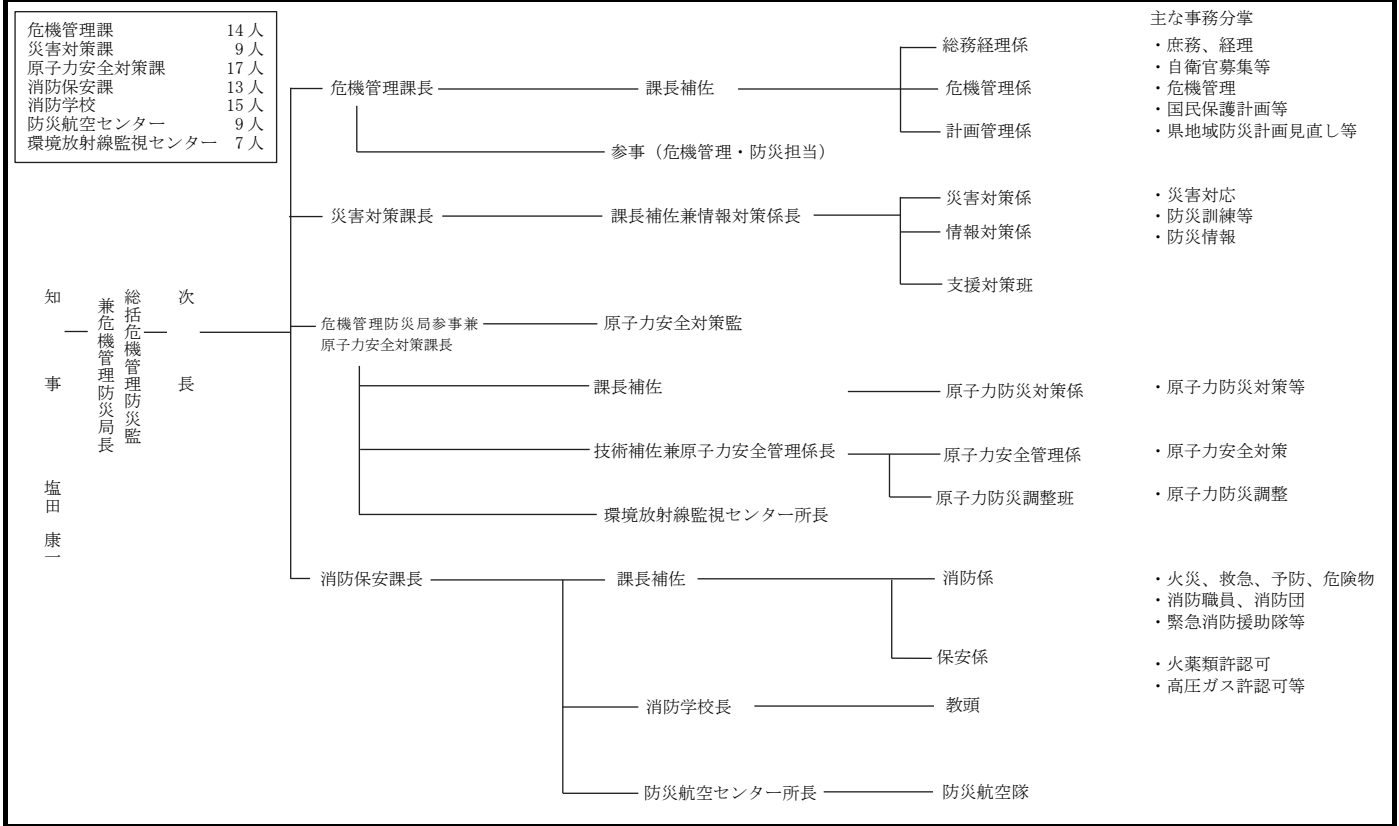 危機管理課 14人
災害対策課 9人
原子力安全対策課 17人
消防保安課 13人
消防学校 15人
防災航空センター 9人
環境放射線監視センター 7人
知事 塩田 康一
総括危機管理防災監
兼危機管理防災局長
次長
危機管理課長
課長補佐
総務経理係
危機管理係
計画管理係
参事（危機管理・防災担当）
災害対策課長
課長補佐兼情報対策係長
災害対策係
情報対策係
支援対策班
危機管理防災局参事兼
原子力安全対策課長
原子力安全対策監
課長補佐
原子力防災対策係
技術補佐兼原子力安全管理係長
原子力安全管理係
原子力防災調整班
環境放射線監視センター所長
消防保安課長
課長補佐
消防係
保安係
消防学校長
教頭
防災航空センター所長
防災航空隊
主な事務分掌
・庶務、経理
・自衛官募集等
・危機管理
・国民保護計画等
・県地域防災計画見直し等
・災害対応
・防災訓練等
・防災情報
・原子力防災対策等
・原子力安全対策
・原子力防災調整
・火災、救急、予防、危険物
・消防職員、消防団
・緊急消防援助隊等
・火薬類許認可
・高圧ガス許認可等